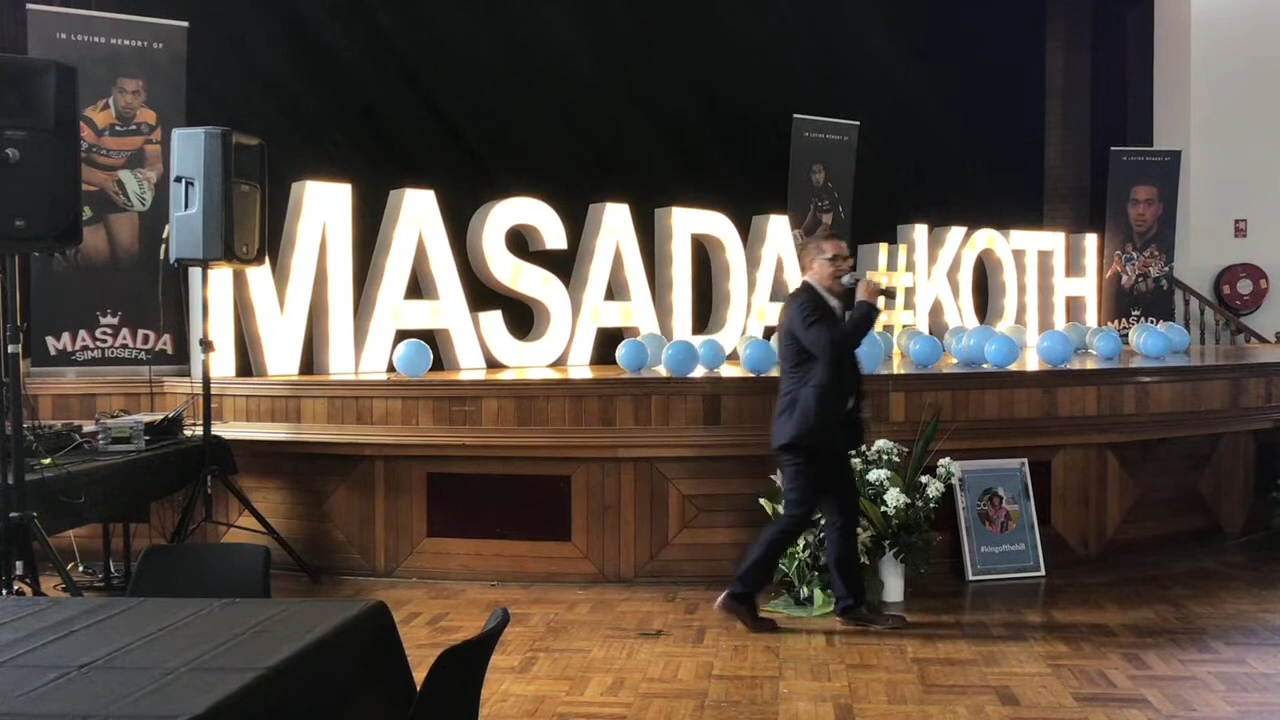 IN LOVING MEMORY OF
MASADA
-SIMI IOSEFA-
MASADA #KOTH
IN LOVING MEMORY OF
IN LOVING MEMORY OF
MASADA
#kingofthehill